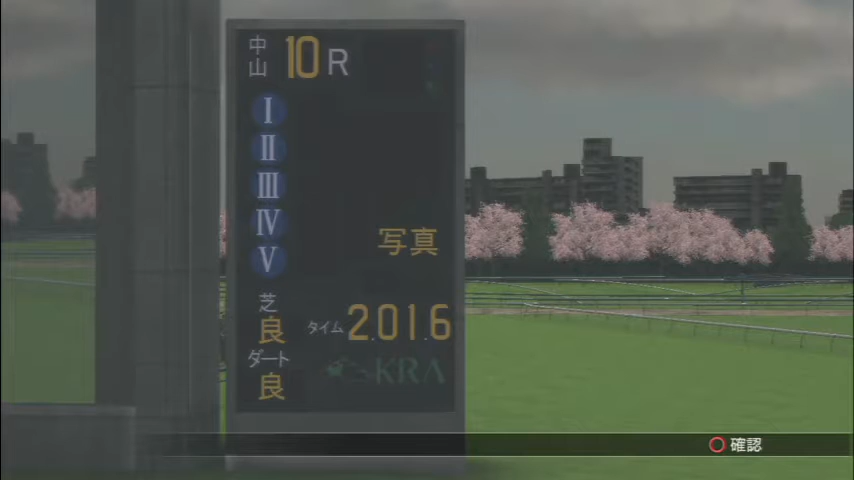 中山 10R
Ⅰ
Ⅱ
Ⅲ
Ⅳ
写真
Ⅴ
芝
良 タイム 2.01.6
ダート
良 KRA
○ 確認